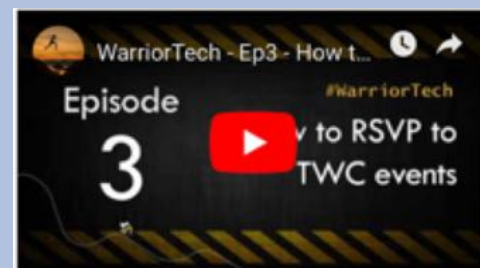 WarriorTech - Ep3 - How t...
#WarriorTech
Episode
3
to RSVP to
TWC events